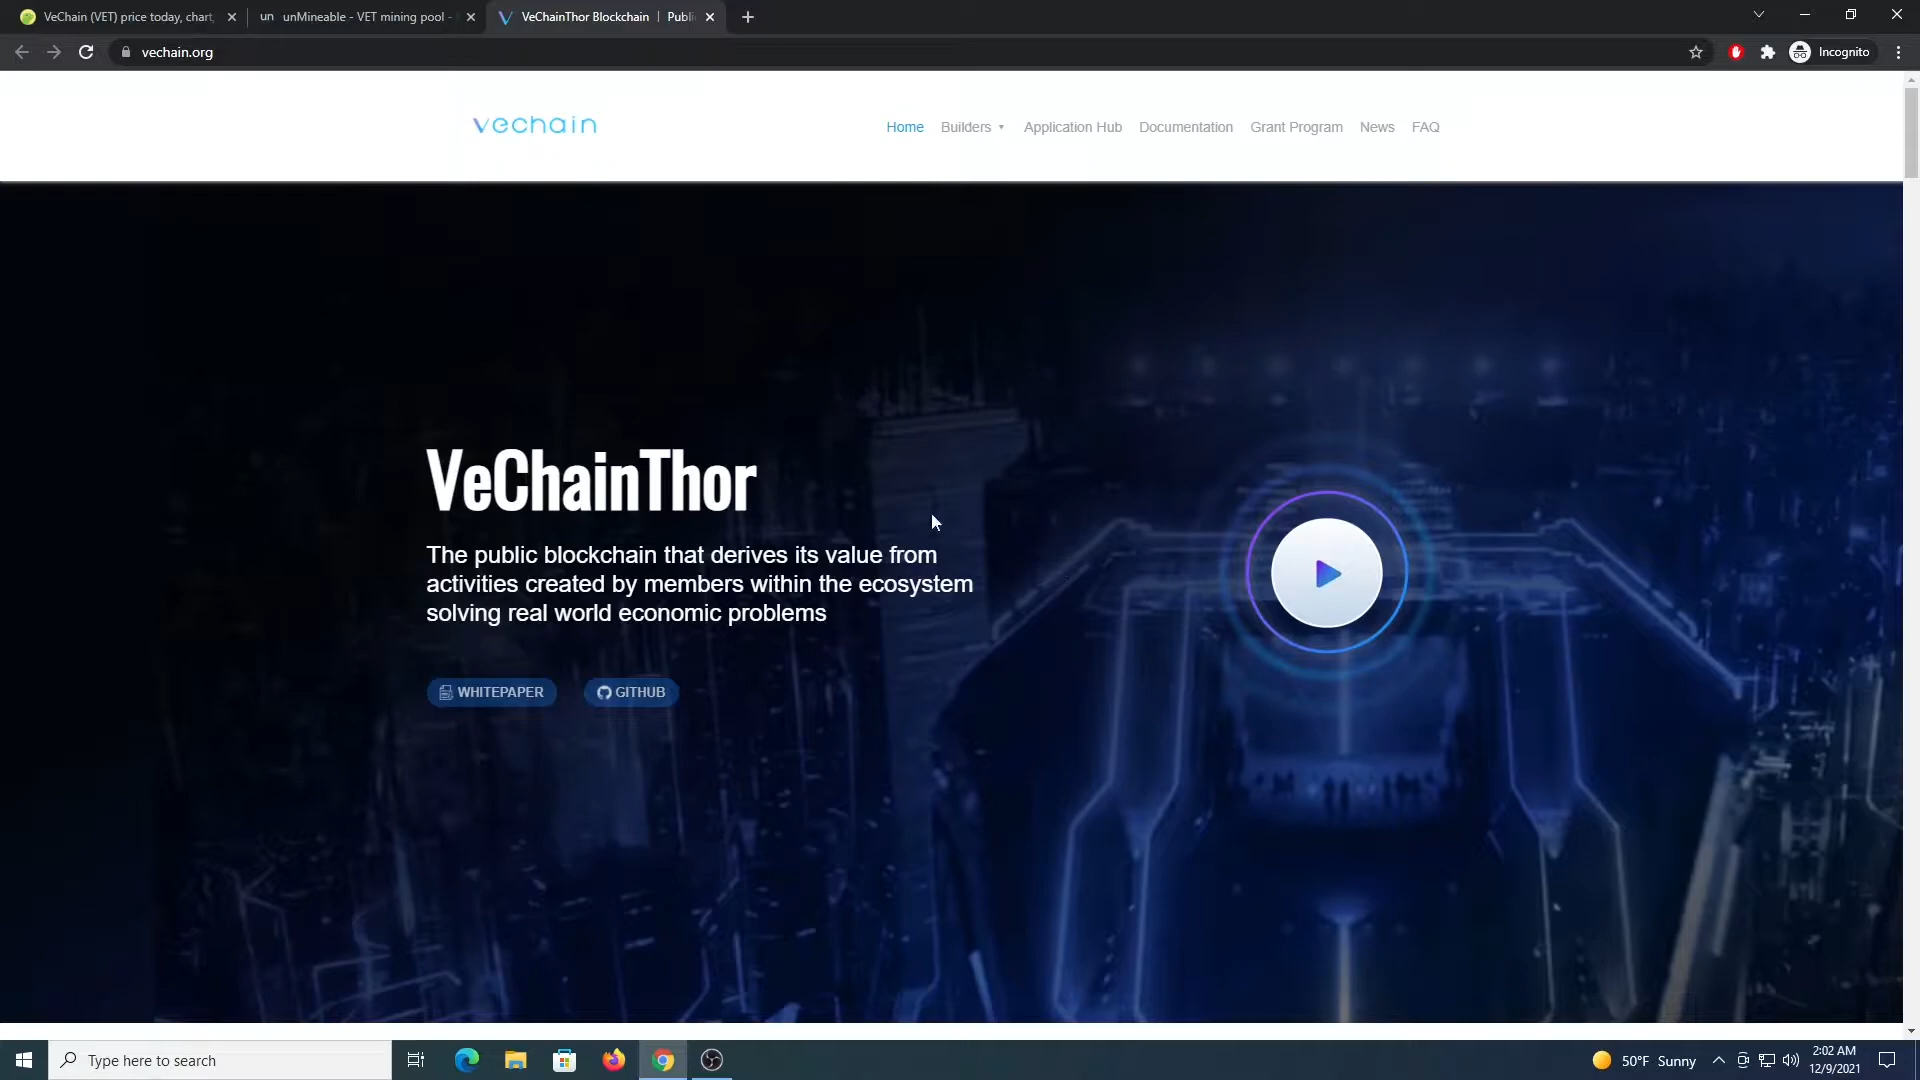 VeChain (VET) price today, chart,
un unMineable - VET mining pool -
VeChainThor Blockchain | Publi
vechain.org
Incognito
vechain
Home Builders Application Hub Documentation Grant Program News FAQ
VeChainThor
The public blockchain that derives its value from
activities created by members within the ecosystem
solving real world economic problems
WHITEPAPER GITHUB
Type here to search
50°F Sunny
2:02 AM
12/9/2021